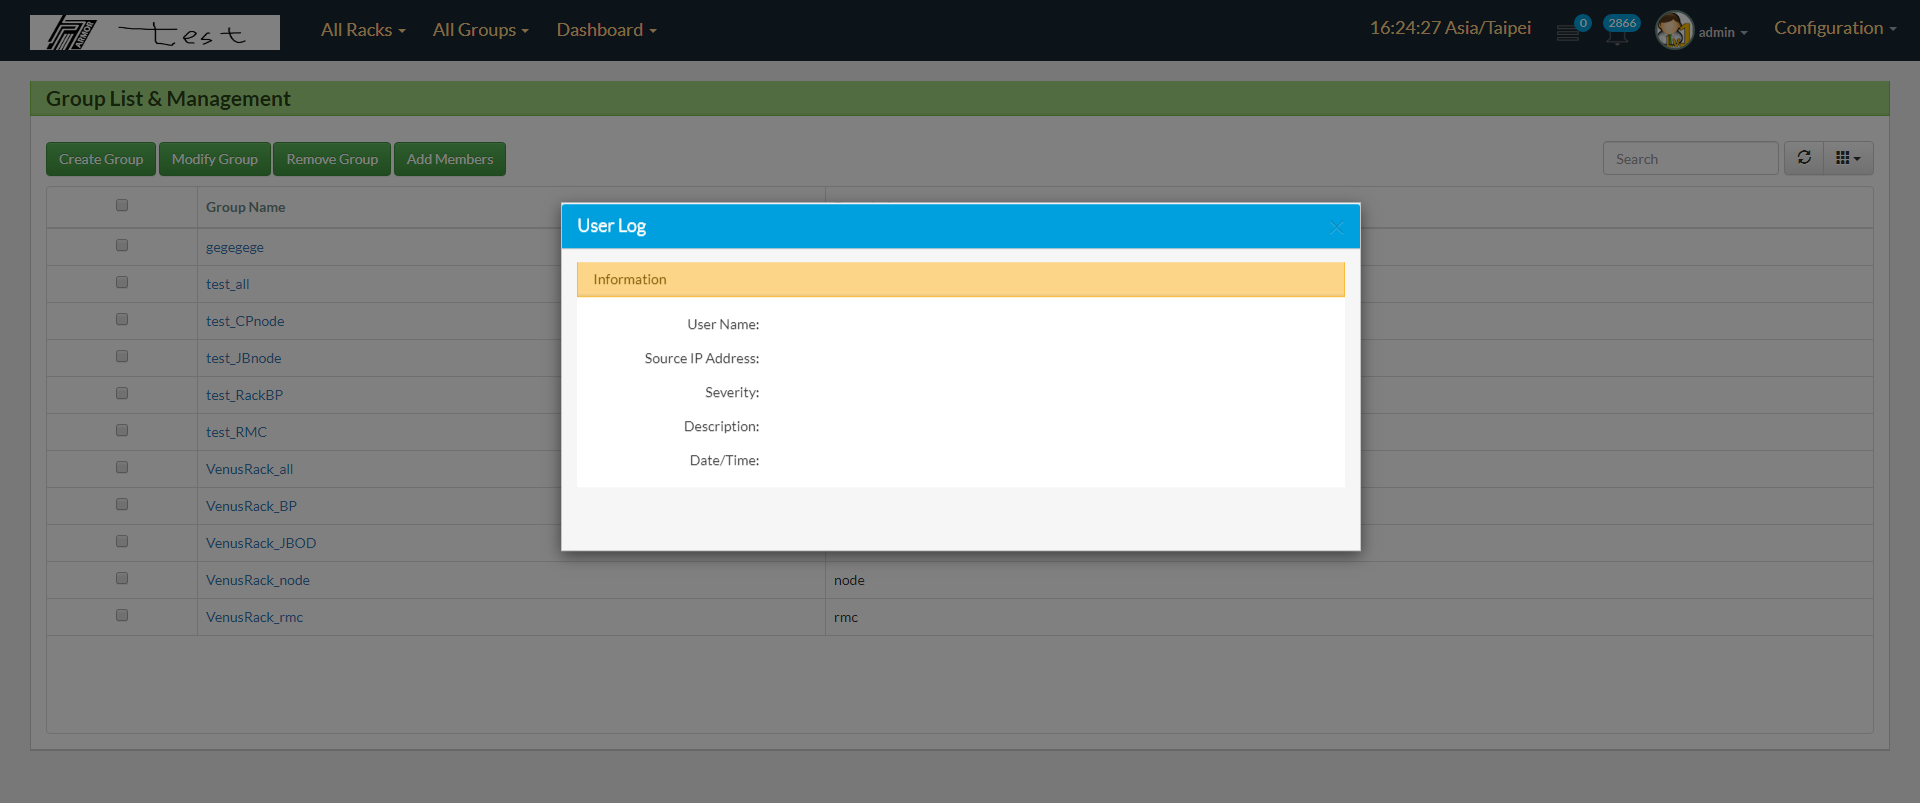 ARMOR test All Racks All Groups Dashboard 16:24:27 Asia/Taipei 0 2866 admin Configuration
Group List & Management
Create Group Modify Group Remove Group Add Members Search
Group Name
gegegege
test_all
test_CPnode
test_JBnode
test_RackBP
test_RMC
VenusRack_all
VenusRack_BP
VenusRack_JBOD
VenusRack_node node
VenusRack_rmc rmc
User Log
Information
User Name:
Source IP Address:
Severity:
Description:
Date/Time: